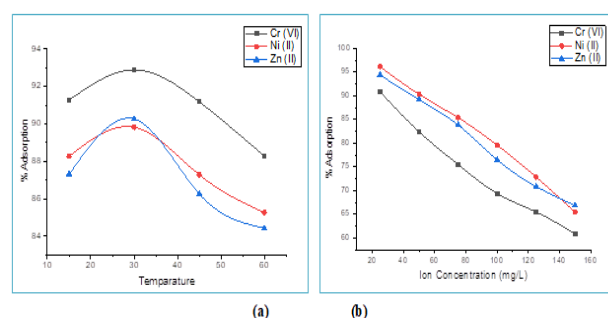 Cr (VI)
Ni (II)
Zn (II)
94
92
90
88
86
84
% Adsorption
10 20 30 40 50 60
Temparature
(a)
Cr (VI)
Ni (II)
Zn (II)
100
95
90
85
80
75
70
65
60
% Adsorption
20 40 60 80 100 120 140 160
Ion Concentration (mg/L)
(b)